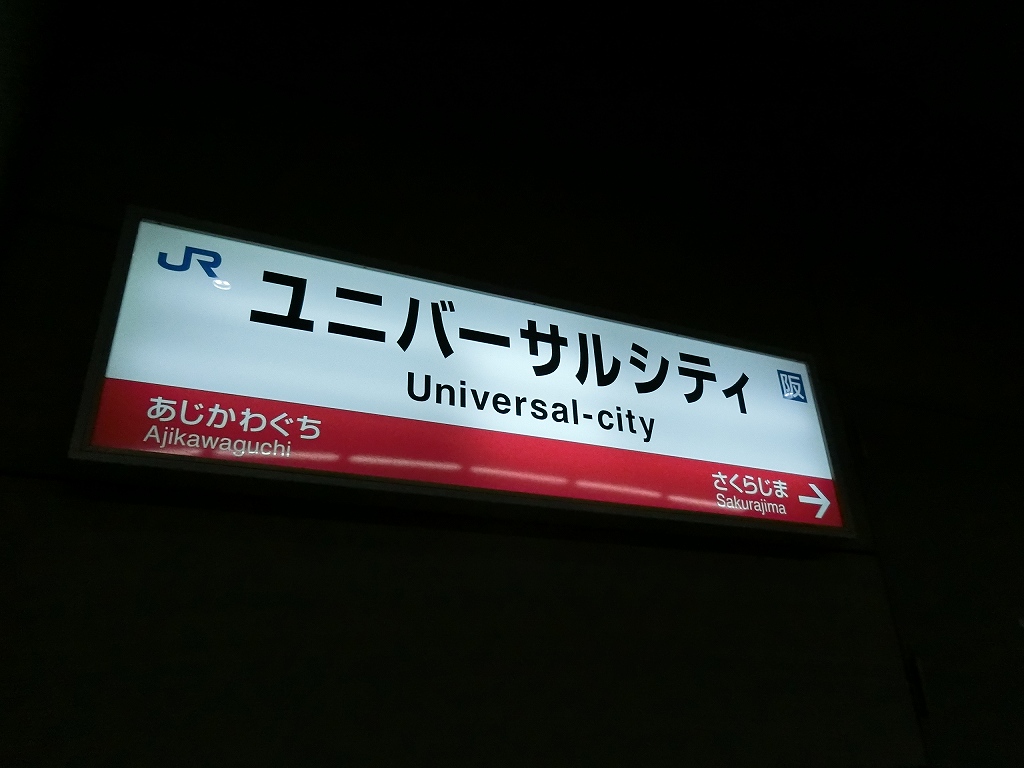 JR
ユニバーサルシティ
阪
Universal-city
あじかわぐち
Ajikawaguchi
さくらじま
Sakurajima
→